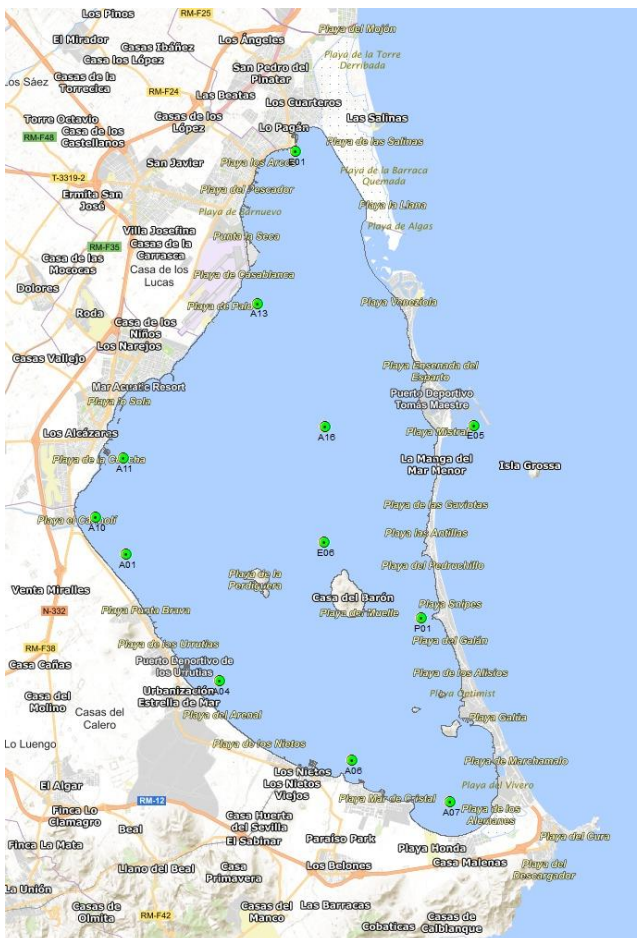 Los Pinos
RM-F25
Playa del Mojón
El Mirador
Casas Ibáñez
Los Ángeles
Casa los López
Playa de la Torre
Derribada
San Pedro del
Pinatar
Los Sáez
Casas de la
Torrecica
RM-F24
Las Beatas
Los Cuarteros
Torre Octavio
Casas de los
López
Las Salinas
RM-F48
Casa de los
Castellanos
Lo Pagán
Playa de las Salinas
San Javier
Playa los Arcos
E01
T-3319-2
Playa de la Barraca
Quemada
Ermita San
José
Playa del Pescador
Playa la Llana
Playa de Barnuevo
Playa de Algas
Villa Josefina
Punta la Seca
RM-F35
Casas de la
Carrasca
Casa de las
Mococas
Casa de los
Lucas
Playa de Casablanca
Dolores
Playa Veneziola
Roda
A13
Casa de los
Niños
Casas Vallejo
Los Narejos
Playa Ensenada del
Esparto
Mar Acuatic Resort
Puerto Deportivo
Tomás Maestre
Playa lo Sola
Los Alcázares
A16
E05
A11
La Manga del
Mar Menor
Isla Grossa
Playa de las Gaviotas
A10
Playa las Antillas
E06
A01
Playa del Pedruchillo
Playa de la
Perdiguera
Venta Miralles
Casa del Barón
N-332
Playa Punta Brava
Playa del Muelle
Playa Snipes
P01
RM-F38
Playa de los Urrutias
Playa del Galán
Casa Cañas
Puerto Deportivo de
los Urrutias
Playa de los Alisios
Casa del
Molino
Urbanización
Estrella de Mar
A04
Playa Optimist
Casas del
Calero
Playa del Arenal
Playa Galúa
Lo Luengo
Playa de los Nietos
Playa de Marchamalo
A06
Los Nietos
El Algar
Los Nietos
Viejos
Playa del Vivero
RM-12
Playa Mar de Cristal
A07
Playa de los
Alemanes
Finca Lo
Clamagro
Casa Huerta
del Sevilla
Beal
El Sabinar
Paraíso Park
Playa del Cura
Finca La Mata
Playa Honda
Llano del Beal
Casa
Primavera
Los Belones
Casa Malenas
Playa del
Descargador
La Unión
Casas de
Olmita
RM-F42
Casas del
Manco
Las Barracas
Casas de
Calblanque
Cobaticas